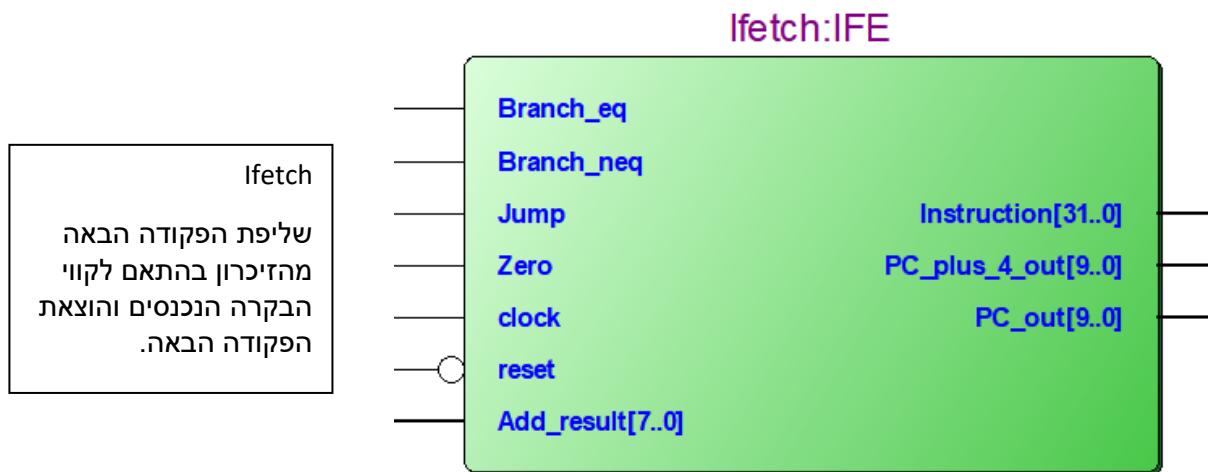 Ifetch:IFE
Ifetch
שליפת הפקודה הבאה
מהזיכרון בהתאם לקווי
הבקרה הנכנסים והוצאת
הפקודה הבאה.
Branch_eq
Branch_neq
Jump
Zero
clock
reset
Add_result[7..0]
Instruction[31..0]
PC_plus_4_out[9..0]
PC_out[9..0]